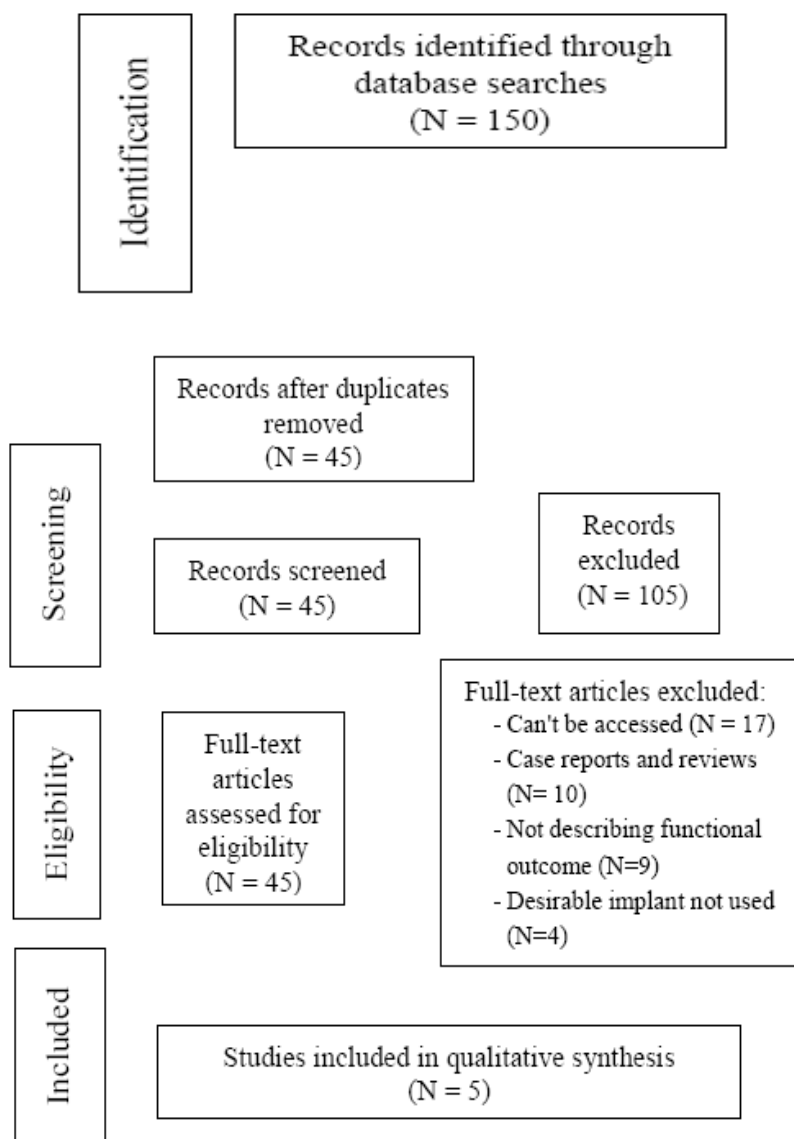 Identification
Records identified through
database searches
(N = 150)
Screening
Records after duplicates
removed
(N = 45)
Records screened
(N = 45)
Records
excluded
(N = 105)
Eligibility
Full-text
articles
assessed for
eligibility
(N = 45)
Full-text articles excluded:
- Can't be accessed (N = 17)
- Case reports and reviews
(N= 10)
- Not describing functional
outcome (N=9)
- Desirable implant not used
(N=4)
Included
Studies included in qualitative synthesis
(N = 5)